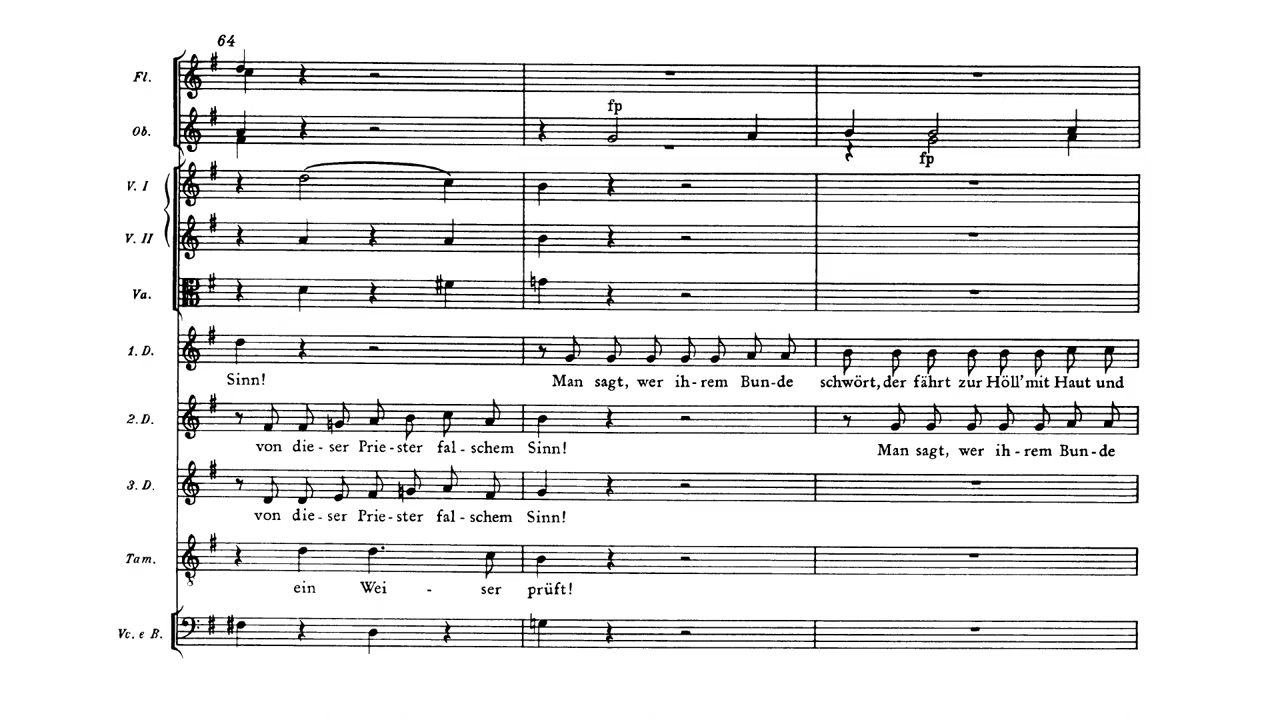 64
Fl.
fp
Ob.
fp
V. I
V. II
Va.
1. D.
Sinn! Man sagt, wer ih-rem Bun-de schwört, der fährt zur Höll' mit Haut und
2. D.
von die-ser Prie-ster fal-schem Sinn! Man sagt, wer ih-rem Bun-de
3. D.
von die-ser Prie-ster fal-schem Sinn!
Tam.
8
ein Wei - ser prüft!
Vc. e B.